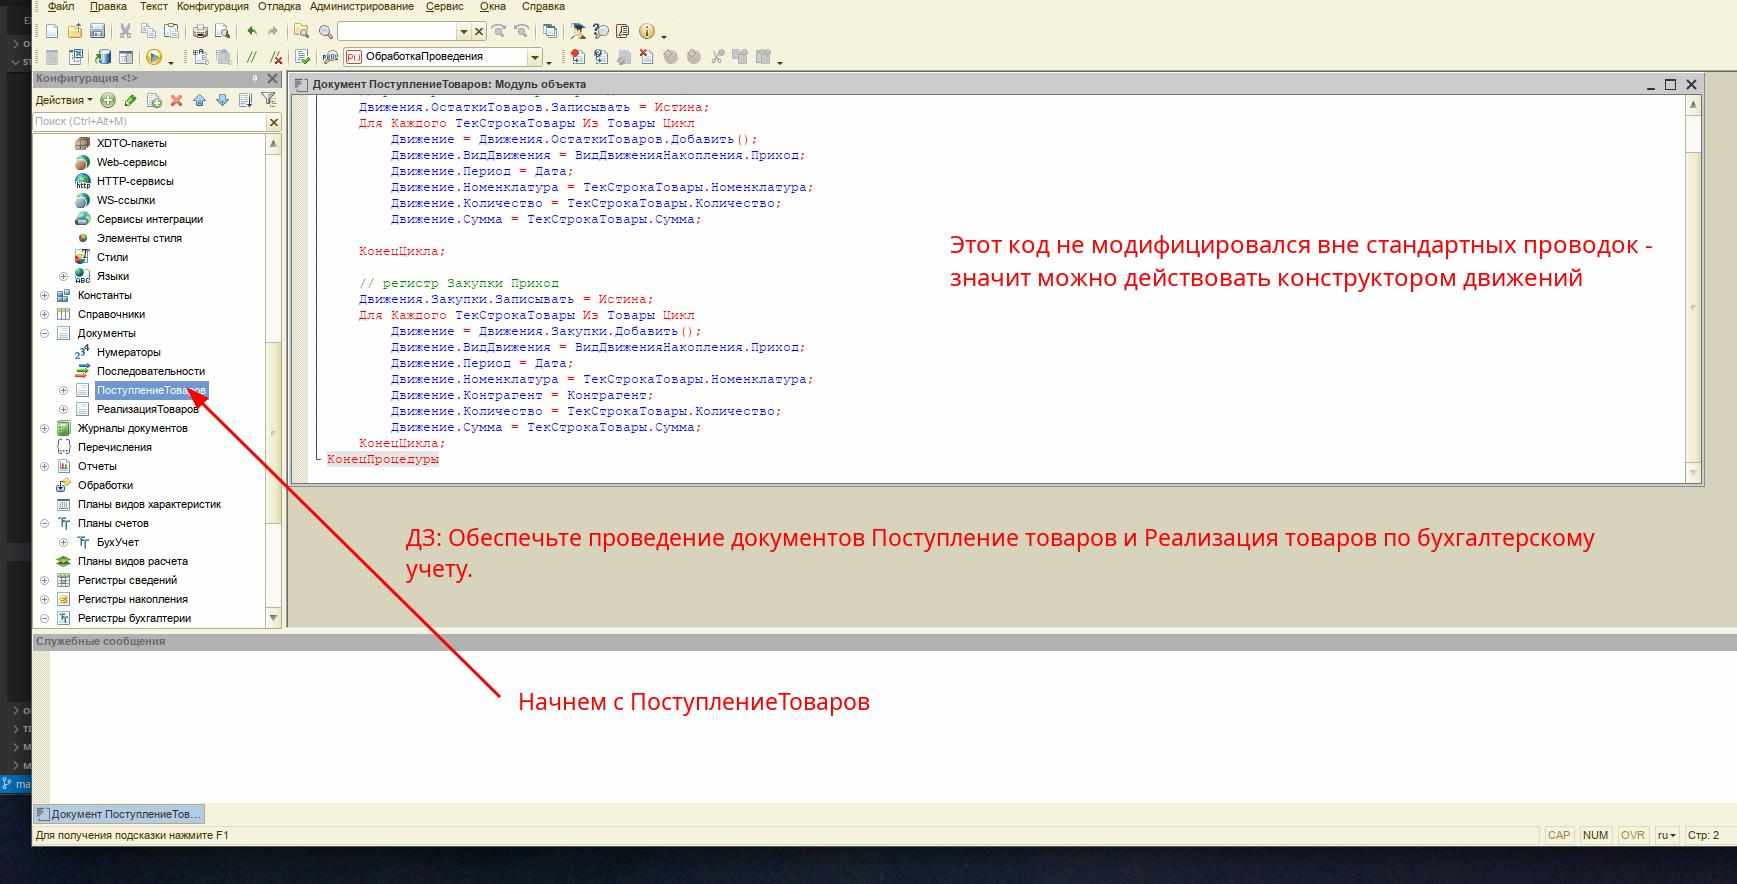 Файл Правка Текст Конфигурация Отладка Администрирование Сервис Окна Справка
ОбработкаПроведения
Конфигурация <!>
Документ ПоступлениеТоваров: Модуль объекта
Действия
Поиск (Ctrl+Alt+M)
XDTO-пакеты
Web-сервисы
HTTP-сервисы
WS-ссылки
Сервисы интеграции
Элементы стиля
Стили
Языки
Константы
Справочники
Документы
Нумераторы
Последовательности
ПоступлениеТоваров
РеализацияТоваров
Журналы документов
Перечисления
Отчеты
Обработки
Планы видов характеристик
Планы счетов
БухУчет
Планы видов расчета
Регистры сведений
Регистры накопления
Регистры бухгалтерии
Движения.ОстаткиТоваров.Записывать = Истина;
Для Каждого ТекСтрокаТовары Из Товары Цикл
Движение = Движения.ОстаткиТоваров.Добавить();
Движение.ВидДвижения = ВидДвиженияНакопления.Приход;
Движение.Период = Дата;
Движение.Номенклатура = ТекСтрокаТовары.Номенклатура;
Движение.Количество = ТекСтрокаТовары.Количество;
Движение.Сумма = ТекСтрокаТовары.Сумма;
КонецЦикла;
// регистр Закупки Приход
Движения.Закупки.Записывать = Истина;
Для Каждого ТекСтрокаТовары Из Товары Цикл
Движение = Движения.Закупки.Добавить();
Движение.ВидДвижения = ВидДвиженияНакопления.Приход;
Движение.Период = Дата;
Движение.Номенклатура = ТекСтрокаТовары.Номенклатура;
Движение.Контрагент = Контрагент;
Движение.Количество = ТекСтрокаТовары.Количество;
Движение.Сумма = ТекСтрокаТовары.Сумма;
КонецЦикла;
КонецПроцедуры
Этот код не модифицировался вне стандартных проводок -
значит можно действовать конструктором движений
ДЗ: Обеспечьте проведение документов Поступление товаров и Реализация товаров по бухгалтерскому
учету.
Служебные сообщения
Начнем с ПоступлениеТоваров
Документ ПоступлениеТов...
Для получения подсказки нажмите F1
CAP NUM OVR ru Стр: 2